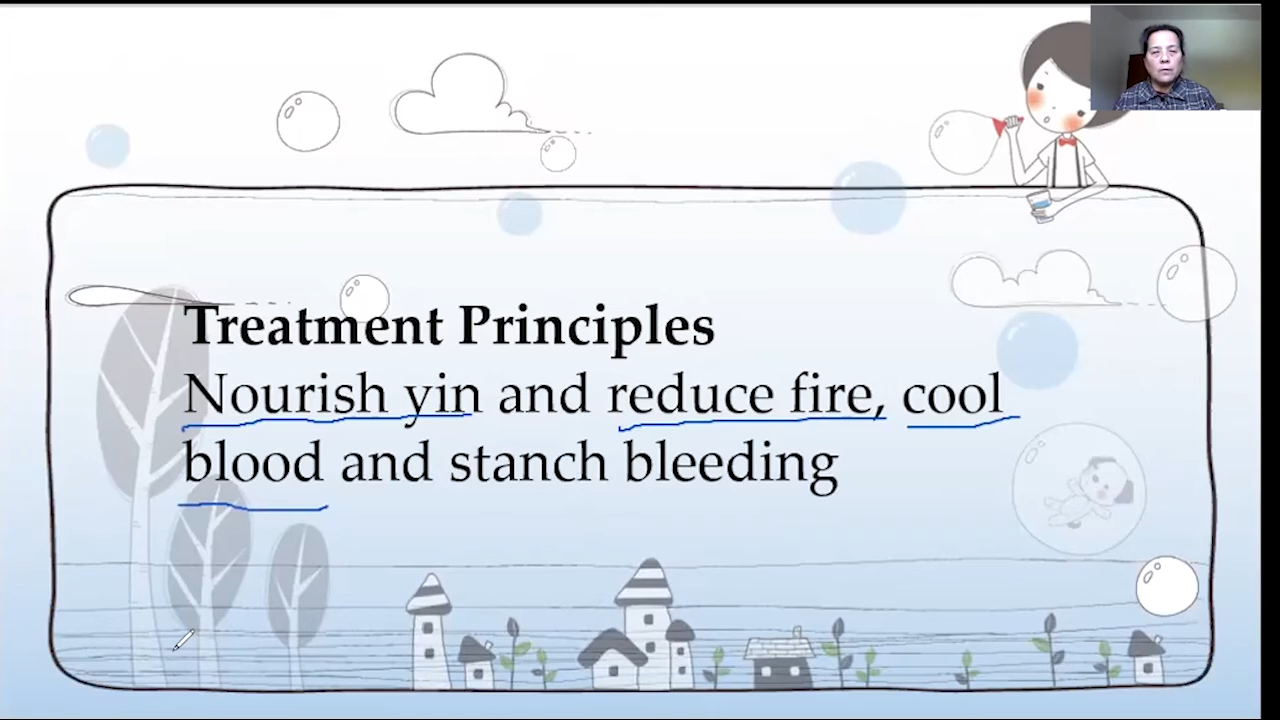 Treatment Principles
Nourish yin and reduce fire, cool
blood and stanch bleeding